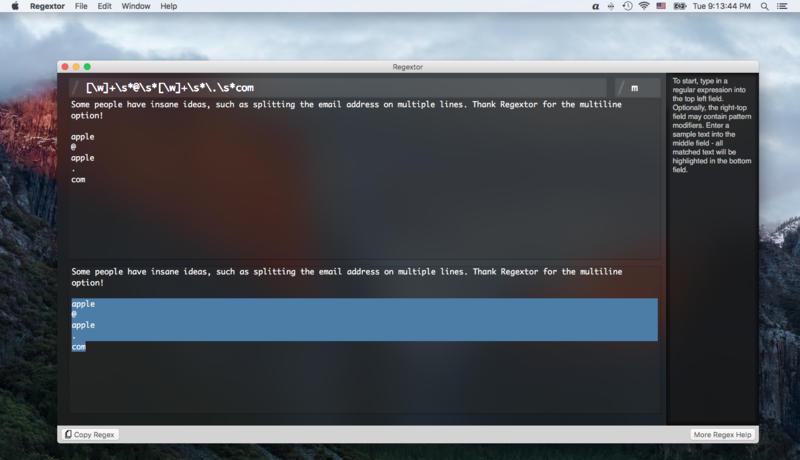 Regextor File Edit Window Help
a Tue 9:13:44 PM
Regextor
/ [\w]+\s*@\s*[\w]+\s*\.\s*com / m
Some people have insane ideas, such as splitting the email address on multiple lines. Thank Regextor for the multiline
option!
apple
@
apple
.
com
Some people have insane ideas, such as splitting the email address on multiple lines. Thank Regextor for the multiline
option!
apple
@
apple
.
com
To start, type in a
regular expression into
the top left field.
Optionally, the right-top
field may contain pattern
modifiers. Enter a
sample text into the
middle field - all
matched text will be
highlighted in the bottom
field.
Copy Regex
More Regex Help